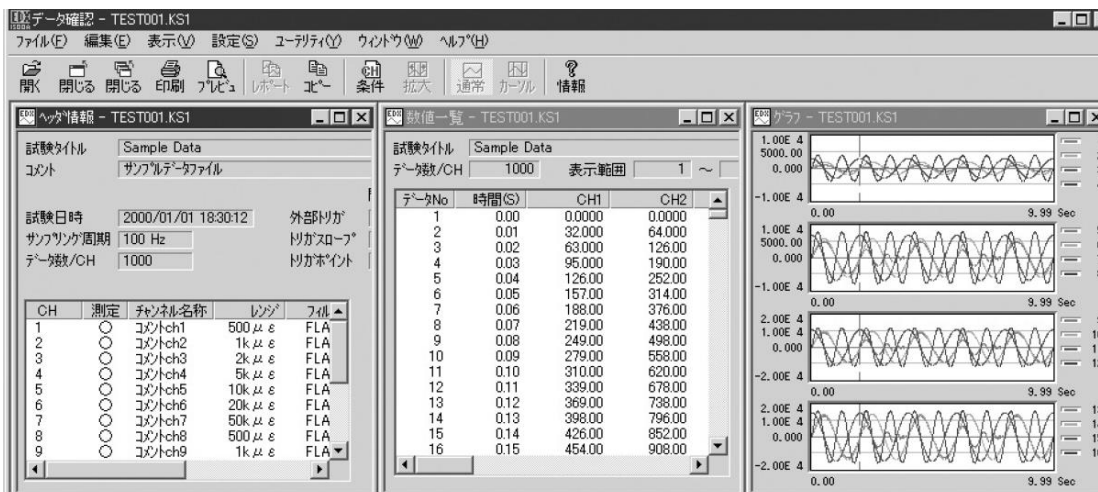 データ確認 - TEST001.KS1
ファイル(F) 編集(E) 表示(V) 設定(S) ユーティリティ(Y) ウィンドウ(W) ヘルプ(H)
開く 閉じる 閉じる 印刷 プレビュー レポート コピー 条件 拡大 通常 カーソル 情報
ヘッダ情報 - TEST001.KS1
試験タイトル Sample Data
コメント サンプルデータファイル
試験日時 2000/01/01 18:30:12 外部トリガ
サンプリング周期 100 Hz トリガスロープ
データ数/CH 1000 トリガポイント
CH 測定 チャンネル名称 レンジ フィル
1 ○ コメントch1 500με FLA
2 ○ コメントch2 1kμε FLA
3 ○ コメントch3 2kμε FLA
4 ○ コメントch4 5kμε FLA
5 ○ コメントch5 10kμε FLA
6 ○ コメントch6 20kμε FLA
7 ○ コメントch7 50kμε FLA
8 ○ コメントch8 500με FLA
9 ○ コメントch9 1kμε FLA
数値一覧 - TEST001.KS1
試験タイトル Sample Data
データ数/CH 1000 表示範囲 1 ～
データNo 時間(S) CH1 CH2
1 0.00 0.0000 0.0000
2 0.01 32.000 64.000
3 0.02 63.000 126.00
4 0.03 95.000 190.00
5 0.04 126.00 252.00
6 0.05 157.00 314.00
7 0.06 188.00 376.00
8 0.07 219.00 438.00
9 0.08 249.00 498.00
10 0.09 279.00 558.00
11 0.10 310.00 620.00
12 0.11 339.00 678.00
13 0.12 369.00 738.00
14 0.13 398.00 796.00
15 0.14 426.00 852.00
16 0.15 454.00 908.00
グラフ - TEST001.KS1
1.00E 4
5000.00
0.000
-1.00E 4
0.00 9.99 Sec
1.00E 4
5000.00
0.000
-1.00E 4
0.00 9.99 Sec
2.00E 4
1.00E 4
0.000
-2.00E 4
0.00 9.99 Sec
2.00E 4
1.00E 4
0.000
-2.00E 4
0.00 9.99 Sec